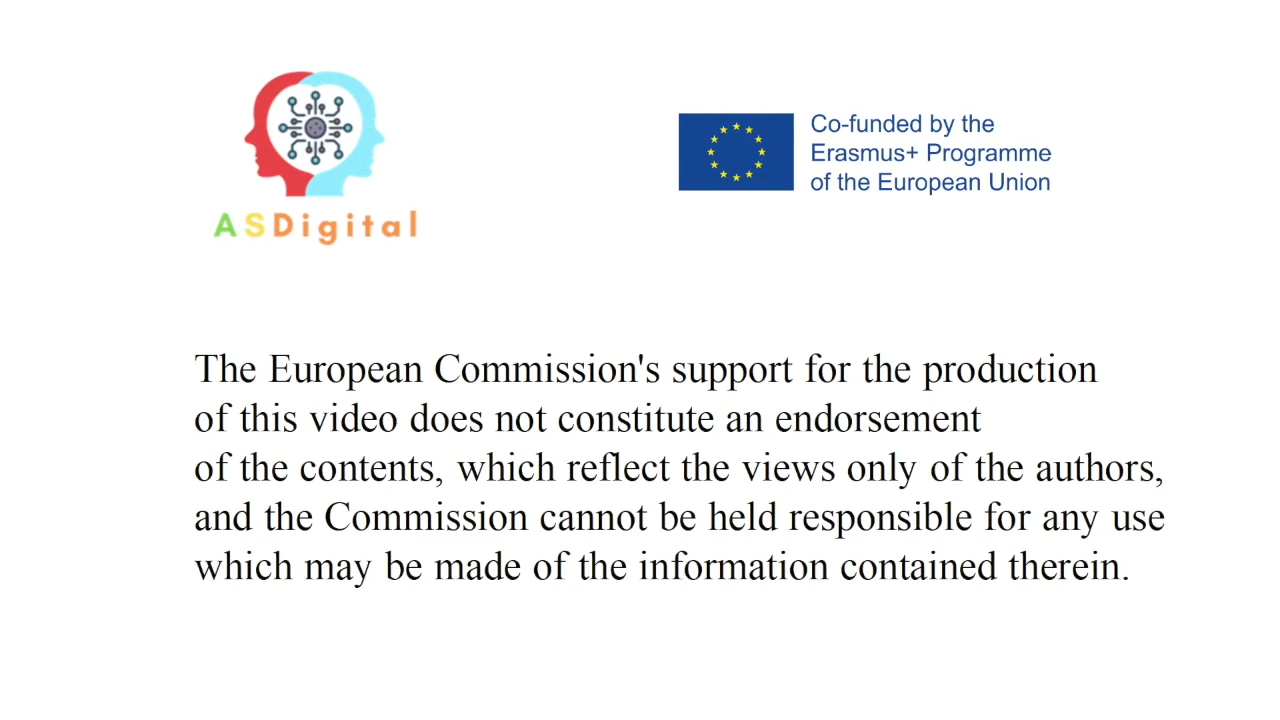 ASDigital
Co-funded by the
Erasmus+ Programme
of the European Union
The European Commission's support for the production
of this video does not constitute an endorsement
of the contents, which reflect the views only of the authors,
and the Commission cannot be held responsible for any use
which may be made of the information contained therein.